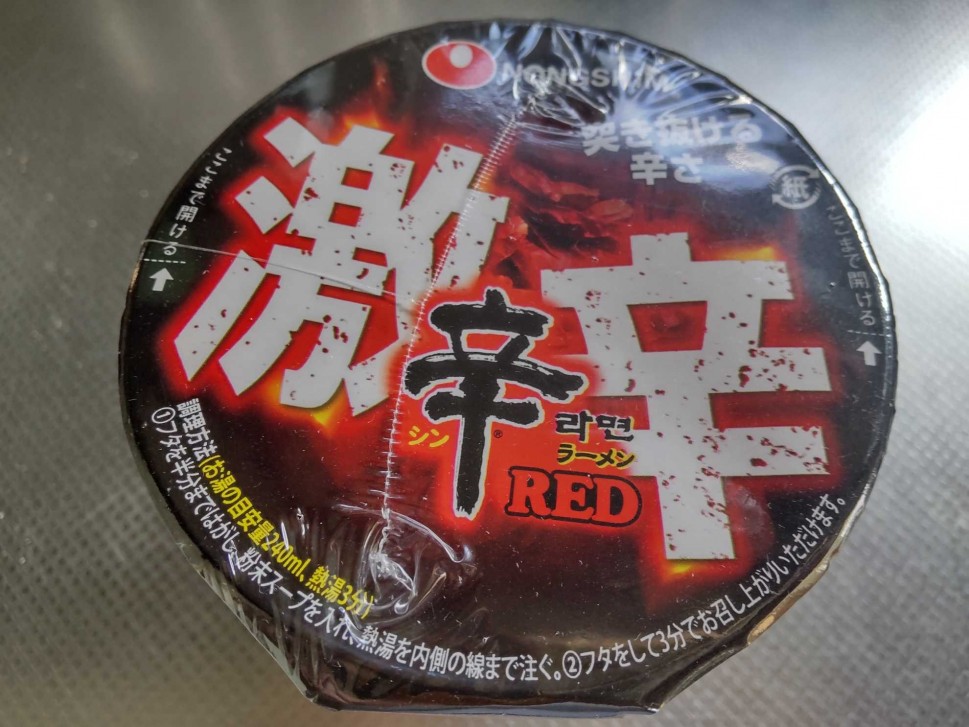 NONGSHIM
突き抜ける
辛さ
紙
ここまで開ける
ここまで開ける
激辛
辛
シン
®
라면
ラーメン
RED
調理方法(お湯の目安量240ml、熱湯3分)
①フタを半分まではがし、粉末スープを入れ、熱湯を内側の線まで注ぐ。②フタをして3分でお召し上がりいただけます。